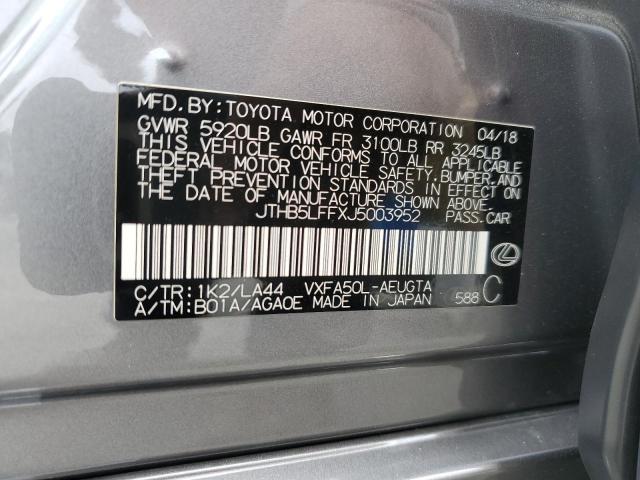 MFD. BY: TOYOTA MOTOR CORPORATION 04/18
GVWR 5920LB GAWR FR 3100LB RR 3245LB
THIS VEHICLE CONFORMS TO ALL APPLICABLE
FEDERAL MOTOR VEHICLE SAFETY, BUMPER, AND
THEFT PREVENTION STANDARDS IN EFFECT ON
THE DATE OF MANUFACTURE SHOWN ABOVE.
JTHB5LFFXJ5003952 PASS. CAR
C/TR: 1K2/LA44 VXFA50L-AEUGTA C
A/TM: B01A/AGA0E MADE IN JAPAN 588